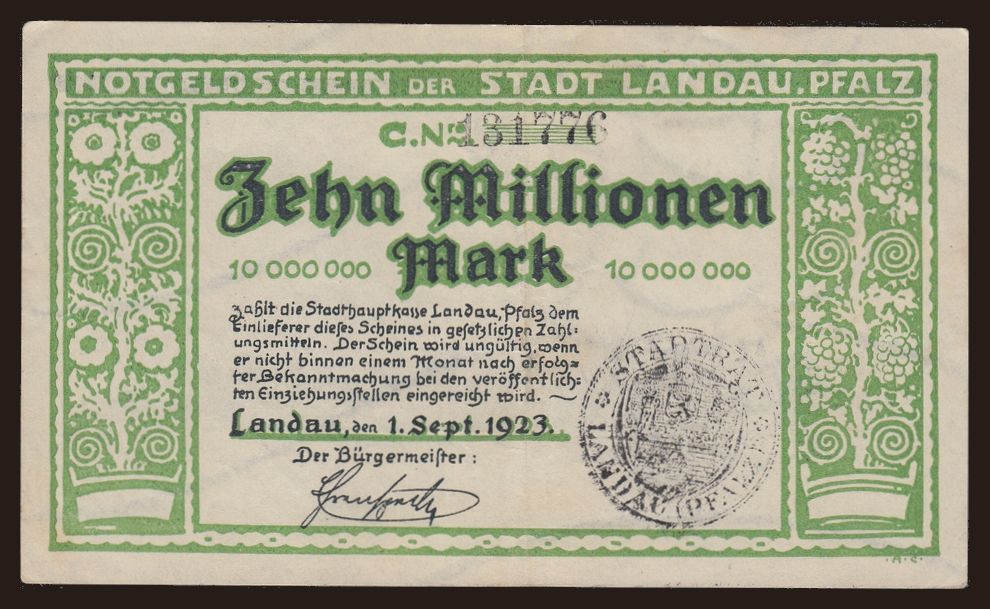 NOTGELDSCHEIN DER STADT LANDAU.PFALZ
C.Nº 131776
Zehn Millionen
Mark
10 000 000 10 000 000
zahlt die Stadthauptkasse Landau, Pfalz dem
Einlieferer dieſes Scheines in geſetzlichen Zahl-
ungsmitteln. Der Schein wird ungültig, wenn
er nicht binnen einem Monat nach erfolg-
ter Bekanntmachung bei den veröffentlich-
ten Einziehungsſtellen eingereicht wird.
Landau, den 1. Sept. 1923.
Der Bürgermeiſter:
STADTRAT
LANDAU (PFALZ)
.A.C.